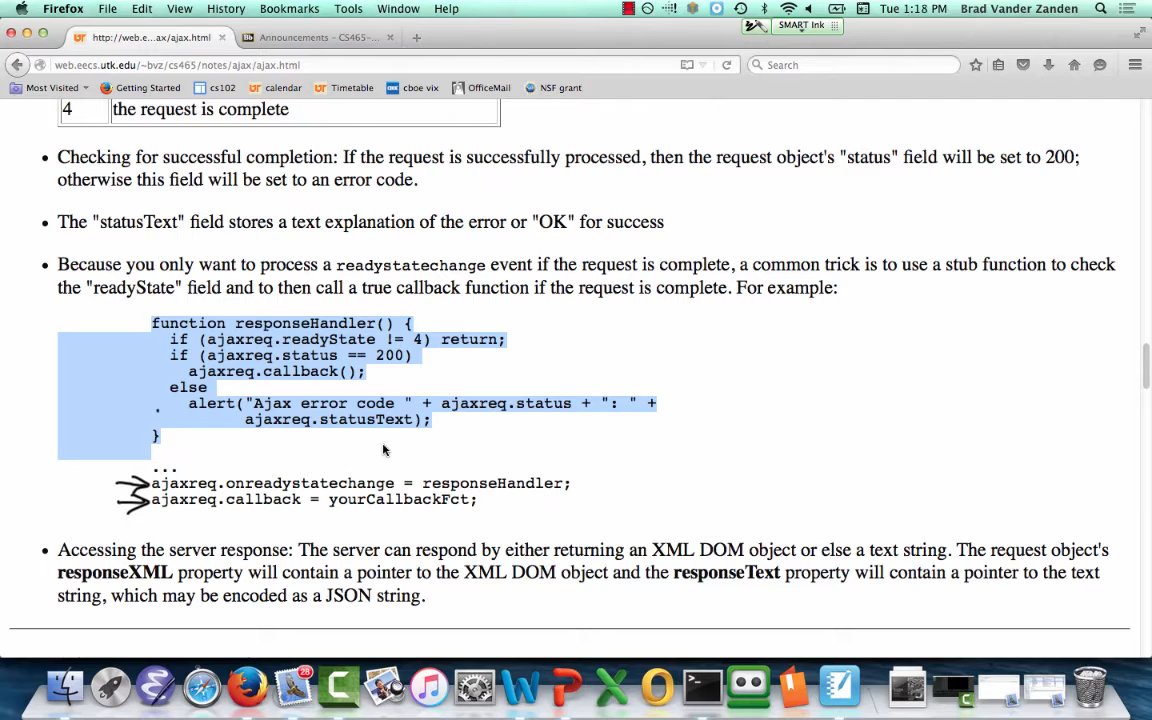 Firefox File Edit View History Bookmarks Tools Window Help Tue 1:18 PM Brad Vander Zanden
SMART Ink
http://web.e...ax/ajax.html × Announcements – CS465-... × +
web.eecs.utk.edu/~bvz/cs465/notes/ajax/ajax.html Search
Most Visited Getting Started cs102 calendar Timetable cboe vix OfficeMail NSF grant
4 the request is complete
• Checking for successful completion: If the request is successfully processed, then the request object's "status" field will be set to 200;
otherwise this field will be set to an error code.
• The "statusText" field stores a text explanation of the error or "OK" for success
• Because you only want to process a readystatechange event if the request is complete, a common trick is to use a stub function to check
the "readyState" field and to then call a true callback function if the request is complete. For example:
function responseHandler() {
if (ajaxreq.readyState != 4) return;
if (ajaxreq.status == 200)
ajaxreq.callback();
else
alert("Ajax error code " + ajaxreq.status + ": " +
ajaxreq.statusText);
}
...
ajaxreq.onreadystatechange = responseHandler;
ajaxreq.callback = yourCallbackFct;
• Accessing the server response: The server can respond by either returning an XML DOM object or else a text string. The request object's
responseXML property will contain a pointer to the XML DOM object and the responseText property will contain a pointer to the text
string, which may be encoded as a JSON string.
28